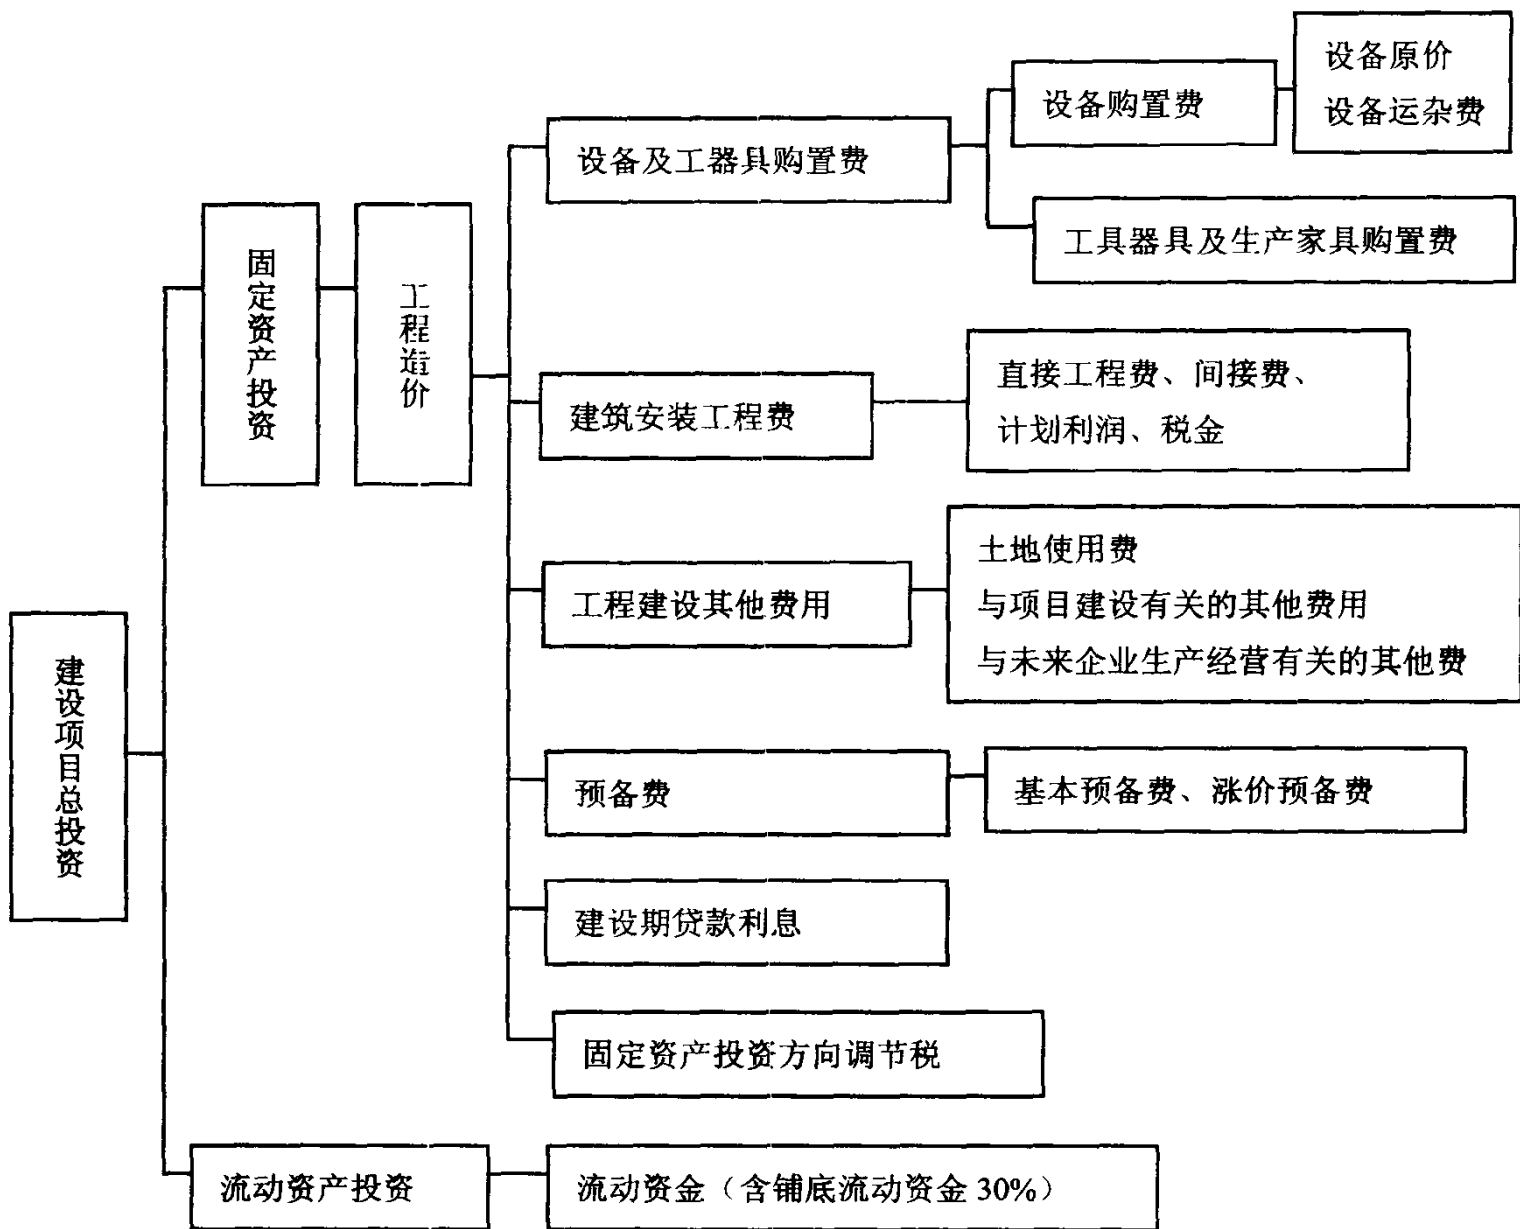 建设项目总投资
固定资产投资
工程造价
设备及工器具购置费
设备购置费
设备原价
设备运杂费
工具器具及生产家具购置费
建筑安装工程费
直接工程费、间接费、
计划利润、税金
工程建设其他费用
土地使用费
与项目建设有关的其他费用
与未来企业生产经营有关的其他费
预备费
基本预备费、涨价预备费
建设期贷款利息
固定资产投资方向调节税
流动资产投资
流动资金（含铺底流动资金 30%）